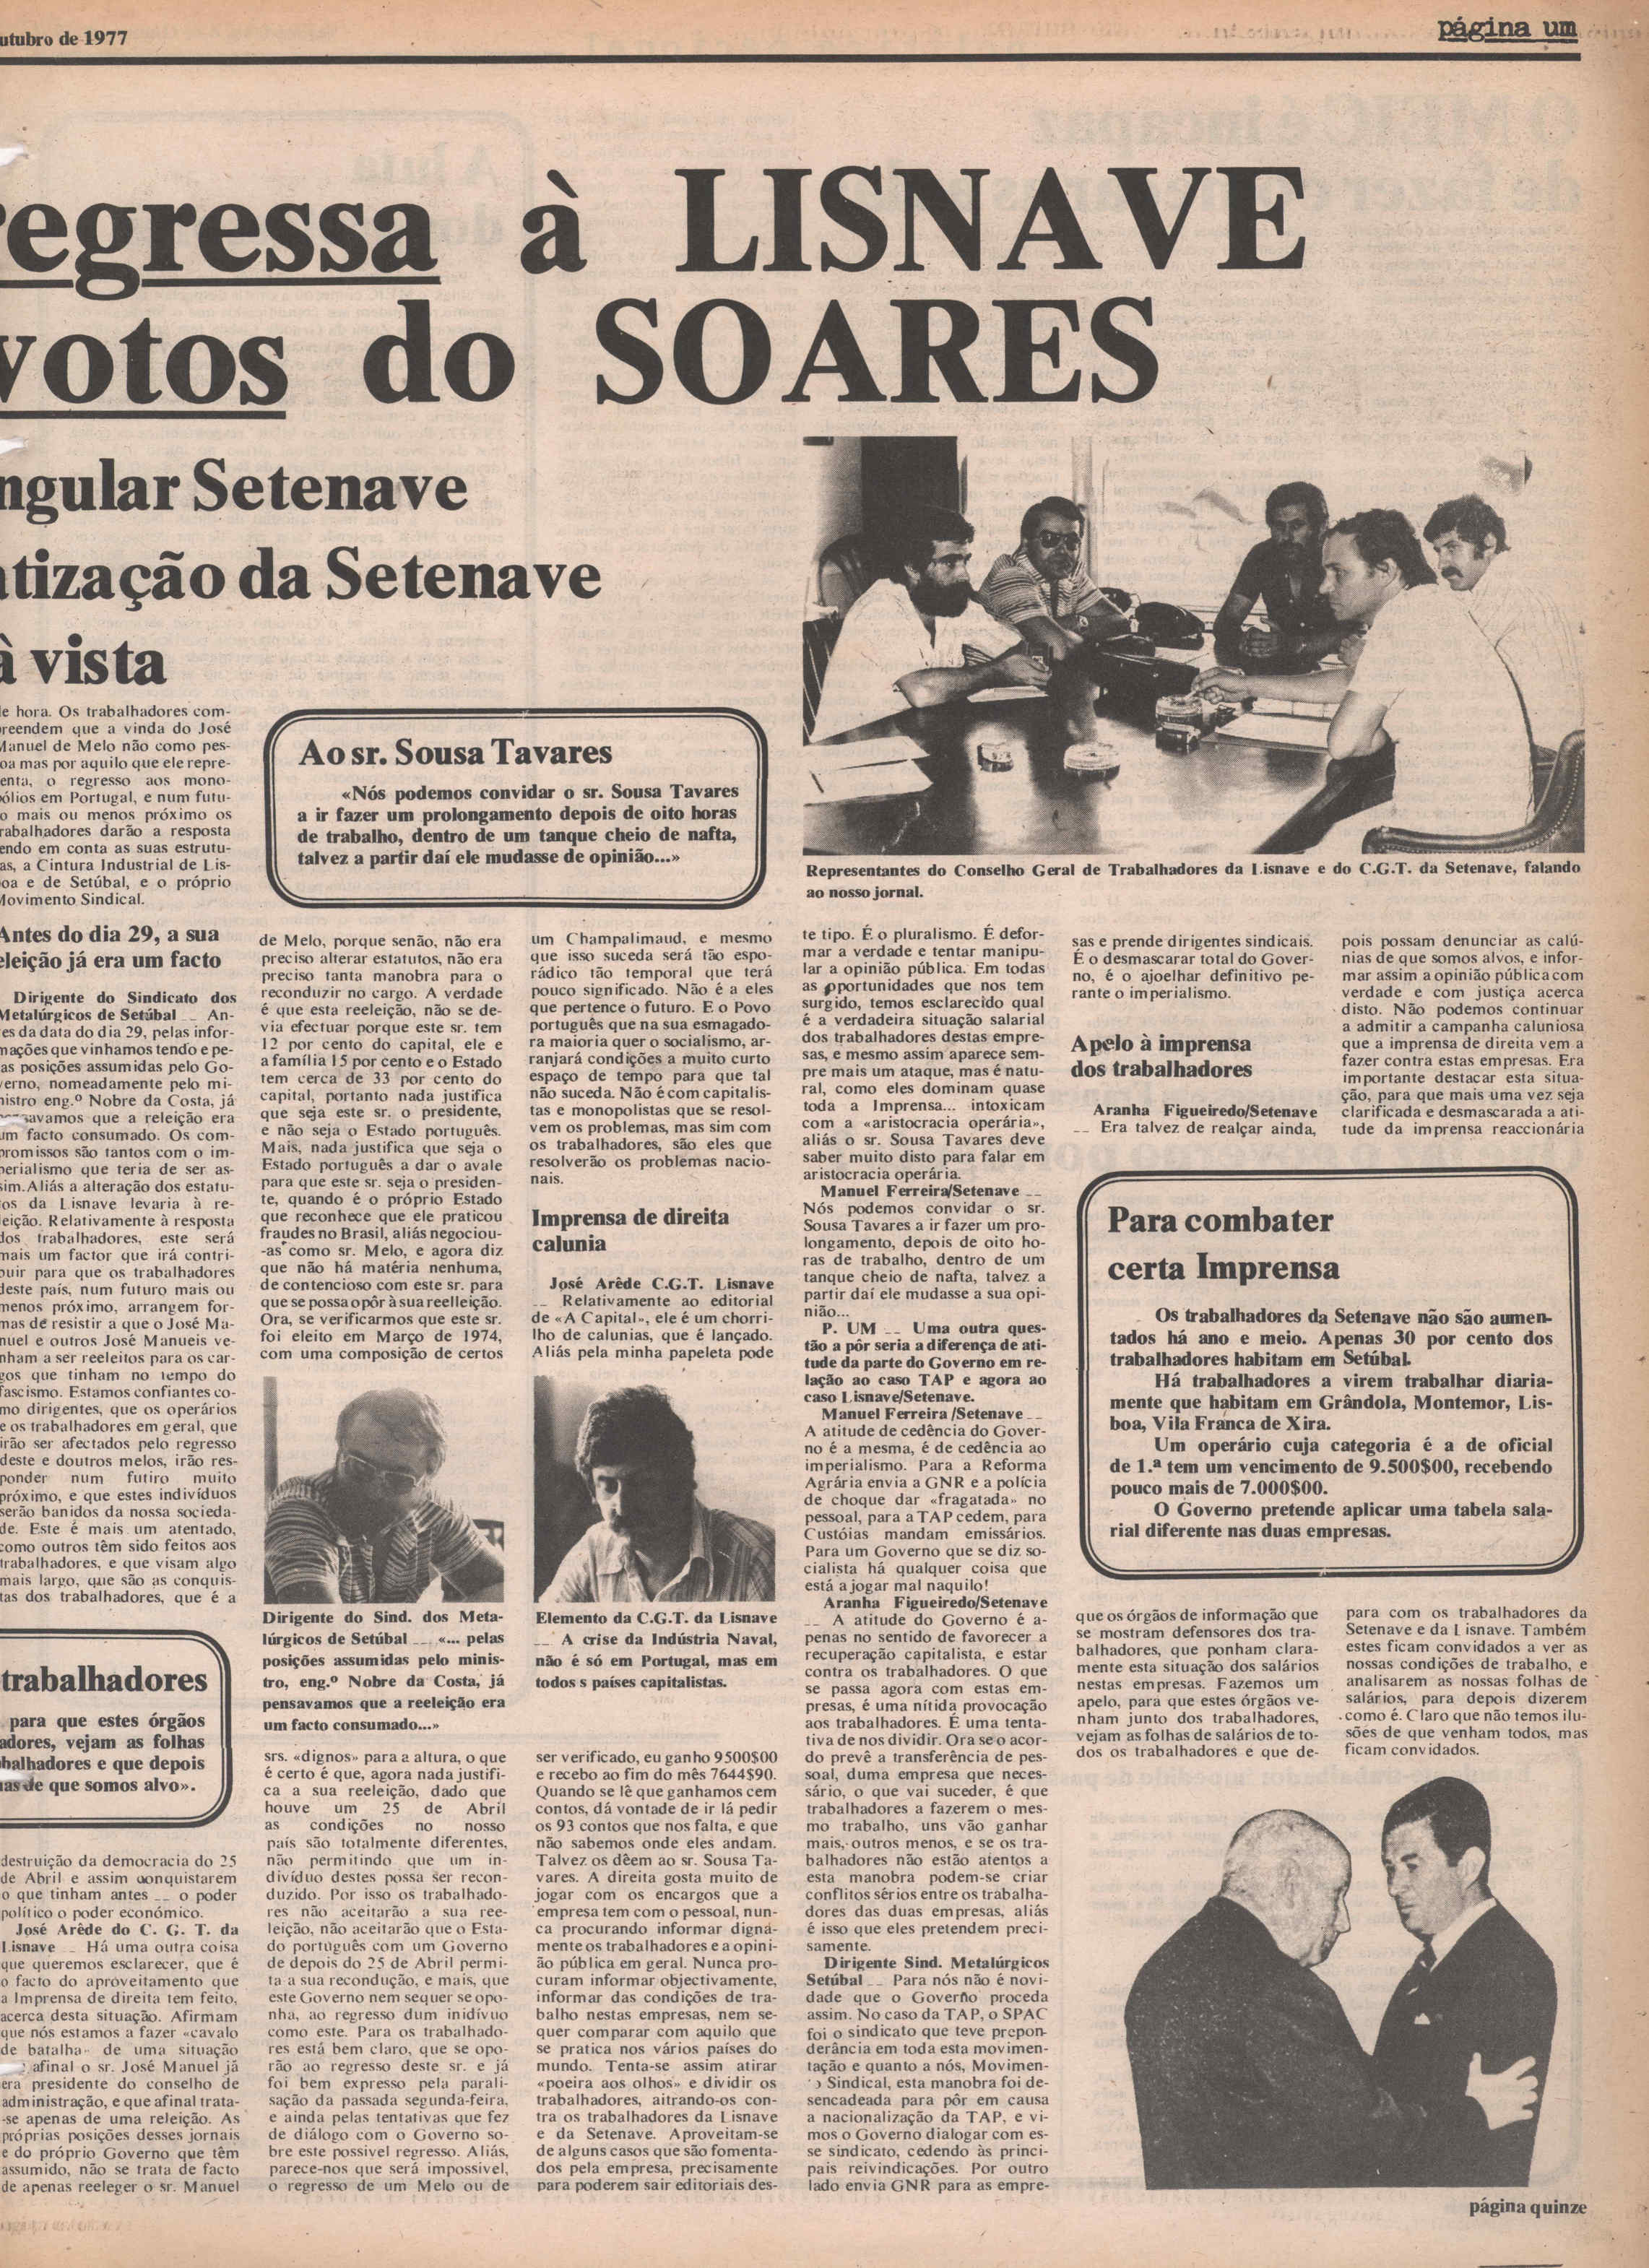 utubro de 1977
página um
regressa à LISNAVE
votos do SOARES
ngular Setenave
atização da Setenave
à vista
le hora. Os trabalhadores com-
reendem que a vinda do José
Manuel de Melo não como pes-
oa mas por aquilo que ele repre-
enta, o regresso aos mono-
ólios em Portugal, e num futu-
o mais ou menos próximo os
rabalhadores darão a resposta
endo em conta as suas estrutu-
as, a Cintura Industrial de Lis-
oa e de Setúbal, e o próprio
Movimento Sindical.
Antes do dia 29, a sua
eleição já era um facto
Dirigente do Sindicato dos
Metalúrgicos de Setúbal __ An-
es da data do dia 29, pelas infor-
mações que vinhamos tendo e pe-
as posições assumidas pelo Go-
verno, nomeadamente pelo mi-
nistro eng.º Nobre da Costa, já
savamos que a releição era
um facto consumado. Os com-
promissos são tantos com o im-
perialismo que teria de ser as-
sim. Aliás a alteração dos estatu-
tos da Lisnave levaria à re-
leição. Relativamente à resposta
dos trabalhadores, este será
mais um factor que irá contri-
buir para que os trabalhadores
deste país, num futuro mais ou
menos próximo, arrangem for-
mas de resistir a que o José Ma-
nuel e outros José Manueis ve-
nham a ser reeleitos para os car-
gos que tinham no tempo do
fascismo. Estamos confiantes co-
mo dirigentes, que os operários
e os trabalhadores em geral, que
irão ser afectados pelo regresso
deste e doutros melos, irão res-
ponder num futiro muito
próximo, e que estes indivíduos
serão banidos da nossa socieda-
de. Este é mais um atentado,
como outros têm sido feitos aos
trabalhadores, e que visam algo
mais largo, que são as conquis-
tas dos trabalhadores, que é a
trabalhadores
para que estes órgãos
adores, vejam as folhas
balhadores e que depois
as de que somos alvo».
destruição da democracia do 25
de Abril e assim conquistarem
o que tinham antes __ o poder
político o poder económico.
José Arêde do C. G. T. da
Lisnave _ Há uma outra coisa
que queremos esclarecer, que é
o facto do aproveitamento que
a Imprensa de direita tem feito,
acerca desta situação. Afirmam
que nós estamos a fazer «cavalo
de batalha» de uma situação
afinal o sr. José Manuel já
era presidente do conselho de
administração, e que afinal trata-
-se apenas de uma releição. As
próprias posições desses jornais
e do próprio Governo que têm
assumido, não se trata de facto
de apenas reeleger o sr. Manuel
Ao sr. Sousa Tavares
«Nós podemos convidar o sr. Sousa Tavares
a ir fazer um prolongamento depois de oito horas
de trabalho, dentro de um tanque cheio de nafta,
talvez a partir daí ele mudasse de opinião...»
de Melo, porque senão, não era
preciso alterar estatutos, não era
preciso tanta manobra para o
reconduzir no cargo. A verdade
é que esta reeleição, não se de-
via efectuar porque este sr. tem
12 por cento do capital, ele e
a família 15 por cento e o Estado
tem cerca de 33 por cento do
capital, portanto nada justifica
que seja este sr. o presidente,
e não seja o Estado português.
Mais, nada justifica que seja o
Estado português a dar o avale
para que este sr. seja o presiden-
te, quando é o próprio Estado
que reconhece que ele praticou
fraudes no Brasil, aliás negociou-
-as como sr. Melo, e agora diz
que não há matéria nenhuma,
de contencioso com este sr. para
que se possa opôr à sua reelleição.
Ora, se verificarmos que este sr.
foi eleito em Março de 1974,
com uma composição de certos
Dirigente do Sind. dos Meta-
lúrgicos de Setúbal __ «... pelas
posições assumidas pelo minis-
tro, eng.º Nobre da Costa, já
pensavamos que a reeleição era
um facto consumado...»
srs. «dignos» para a altura, o que
é certo é que, agora nada justifi-
ca a sua reeleição, dado que
houve um 25 de Abril
as condições no nosso
país são totalmente diferentes,
não permitindo que um in-
divíduo destes possa ser recon-
duzido. Por isso os trabalhado-
res não aceitarão a sua ree-
leição, não aceitarão que o Esta-
do português com um Governo
de depois do 25 de Abril permi-
ta a sua recondução, e mais, que
este Governo nem sequer se opo-
nha, ao regresso dum inidívuo
como este. Para os trabalhado-
res está bem claro, que se opo-
rão ao regresso deste sr. e já
foi bem expresso pela parali-
sação da passada segunda-feira,
e ainda pelas tentativas que fez
de diálogo com o Governo so-
bre este possivel regresso. Aliás,
parece-nos que será impossivel,
o regresso de um Melo ou de
um Champalimaud, e mesmo
que isso suceda será tão espo-
rádico tão temporal que terá
pouco significado. Não é a eles
que pertence o futuro. E o Povo
português que na sua esmagado-
ra maioria quer o socialismo, ar-
ranjará condições a muito curto
espaço de tempo para que tal
não suceda. Não é com capitalis-
tas e monopolistas que se resol-
vem os problemas, mas sim com
os trabalhadores, são eles que
resolverão os problemas nacio-
nais.
Imprensa de direita
calunia
José Arêde C.G.T. Lisnave
__ Relativamente ao editorial
de «A Capital», ele é um chorri-
lho de calunias, que é lançado.
Aliás pela minha papeleta pode
Elemento da C.G.T. da Lisnave
__ A crise da Indústria Naval,
não é só em Portugal, mas em
todos s países capitalistas.
ser verificado, eu ganho 9500$00
e recebo ao fim do mês 7644$90.
Quando se lê que ganhamos cem
contos, dá vontade de ir lá pedir
os 93 contos que nos falta, e que
não sabemos onde eles andam.
Talvez os dêem ao sr. Sousa Ta-
vares. A direita gosta muito de
jogar com os encargos que a
empresa tem com o pessoal, nun-
ca procurando informar digna-
mente os trabalhadores e a opini-
ão pública em geral. Nunca pro-
curam informar objectivamente,
informar das condições de tra-
balho nestas empresas, nem se-
quer comparar com aquilo que
se pratica nos vários países do
mundo. Tenta-se assim atirar
«poeira aos olhos» e dividir os
trabalhadores, aitrando-os con-
tra os trabalhadores da Lisnave
e da Setenave. Aproveitam-se
de alguns casos que são fomenta-
dos pela empresa, precisamente
para poderem sair editoriais des-
Representantes do Conselho Geral de Trabalhadores da Lisnave e do C.G.T. da Setenave, falando
ao nosso jornal.
te tipo. É o pluralismo. É defor-
mar a verdade e tentar manipu-
lar a opinião pública. Em todas
as oportunidades que nos tem
surgido, temos esclarecido qual
é a verdadeira situação salarial
dos trabalhadores destas empre-
sas, e mesmo assim aparece sem-
pre mais um ataque, mas é natu-
ral, como eles dominam quase
toda a Imprensa... intoxicam
com a «aristocracia operária»,
aliás o sr. Sousa Tavares deve
saber muito disto para falar em
aristocracia operária.
Manuel Ferreira/Setenave __
Nós podemos convidar o sr.
Sousa Tavares a ir fazer um pro-
longamento, depois de oito ho-
ras de trabalho, dentro de um
tanque cheio de nafta, talvez a
partir daí ele mudasse a sua opi-
nião...
P. UM __ Uma outra ques-
tão a pôr seria a diferença de ati-
tude da parte do Governo em re-
lação ao caso TAP e agora ao
caso Lisnave/Setenave.
Manuel Ferreira /Setenave __
A atitude de cedência do Gover-
no é a mesma, é de cedência ao
imperialismo. Para a Reforma
Agrária envia a GNR e a polícia
de choque dar «fragatada» no
pessoal, para a TAP cedem, para
Custóias mandam emissários.
Para um Governo que se diz so-
cialista há qualquer coisa que
está a jogar mal naquilo!
Aranha Figueiredo/Setenave
__ A atitude do Governo é a-
penas no sentido de favorecer a
recuperação capitalista, e estar
contra os trabalhadores. O que
se passa agora com estas em-
presas, é uma nítida provocação
aos trabalhadores. É uma tenta-
tiva de nos dividir. Ora se o acor-
do prevê a transferência de pes-
soal, duma empresa que neces-
sário, o que vai suceder, é que
trabalhadores a fazerem o mes-
mo trabalho, uns vão ganhar
mais, outros menos, e se os tra-
balhadores não estão atentos a
esta manobra podem-se criar
conflitos sérios entre os trabalha-
dores das duas empresas, aliás
é isso que eles pretendem preci-
samente.
Dirigente Sind. Metalúrgicos
Setúbal __ Para nós não é novi-
dade que o Governo proceda
assim. No caso da TAP, o SPAC
foi o sindicato que teve prepon-
derância em toda esta movimen-
tação e quanto a nós, Movimen-
o Sindical, esta manobra foi de-
sencadeada para pôr em causa
a nacionalização da TAP, e vi-
mos o Governo dialogar com es-
se sindicato, cedendo às princi-
pais reivindicações. Por outro
lado envia GNR para as empre-
sas e prende dirigentes sindicais.
É o desmascarar total do Gover-
no, é o ajoelhar definitivo pe-
rante o imperialismo.
Apelo à imprensa
dos trabalhadores
Aranha Figueiredo/Setenave
__ Era talvez de realçar ainda,
Para combater
certa Imprensa
Os trabalhadores da Setenave não são aumen-
tados há ano e meio. Apenas 30 por cento dos
trabalhadores habitam em Setúbal.
Há trabalhadores a virem trabalhar diaria-
mente que habitam em Grândola, Montemor, Lis-
boa, Vila Franca de Xira.
Um operário cuja categoria é a de oficial
de 1.ª tem um vencimento de 9.500$00, recebendo
pouco mais de 7.000$00.
O Governo pretende aplicar uma tabela sala-
rial diferente nas duas empresas.
que os órgãos de informação que
se mostram defensores dos tra-
balhadores, que ponham clara-
mente esta situação dos salários
nestas empresas. Fazemos um
apelo, para que estes órgãos ve-
nham junto dos trabalhadores,
vejam as folhas de salários de to-
dos os trabalhadores e que de-
pois possam denunciar as calú-
nias de que somos alvos, e infor-
mar assim a opinião pública com
verdade e com justiça acerca
disto. Não podemos continuar
a admitir a campanha caluniosa
que a imprensa de direita vem a
fazer contra estas empresas. Era
importante destacar esta situa-
ção, para que mais uma vez seja
clarificada e desmascarada a ati-
tude da imprensa reaccionária
para com os trabalhadores da
Setenave e da Lisnave. Também
estes ficam convidados a ver as
nossas condições de trabalho, e
analisarem as nossas folhas de
salários, para depois dizerem
como é. Claro que não temos ilu-
sões de que venham todos, mas
ficam convidados.
página quinze